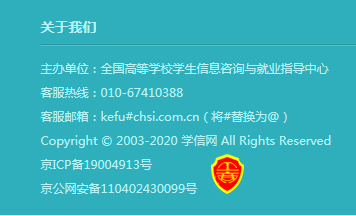 关于我们
主办单位：全国高等学校学生信息咨询与就业指导中心
客服热线：010-67410388
客服邮箱：kefu#chsi.com.cn（将#替换为@）
Copyright © 2003-2020 学信网 All Rights Reserved
京ICP备19004913号
京公网安备110402430099号